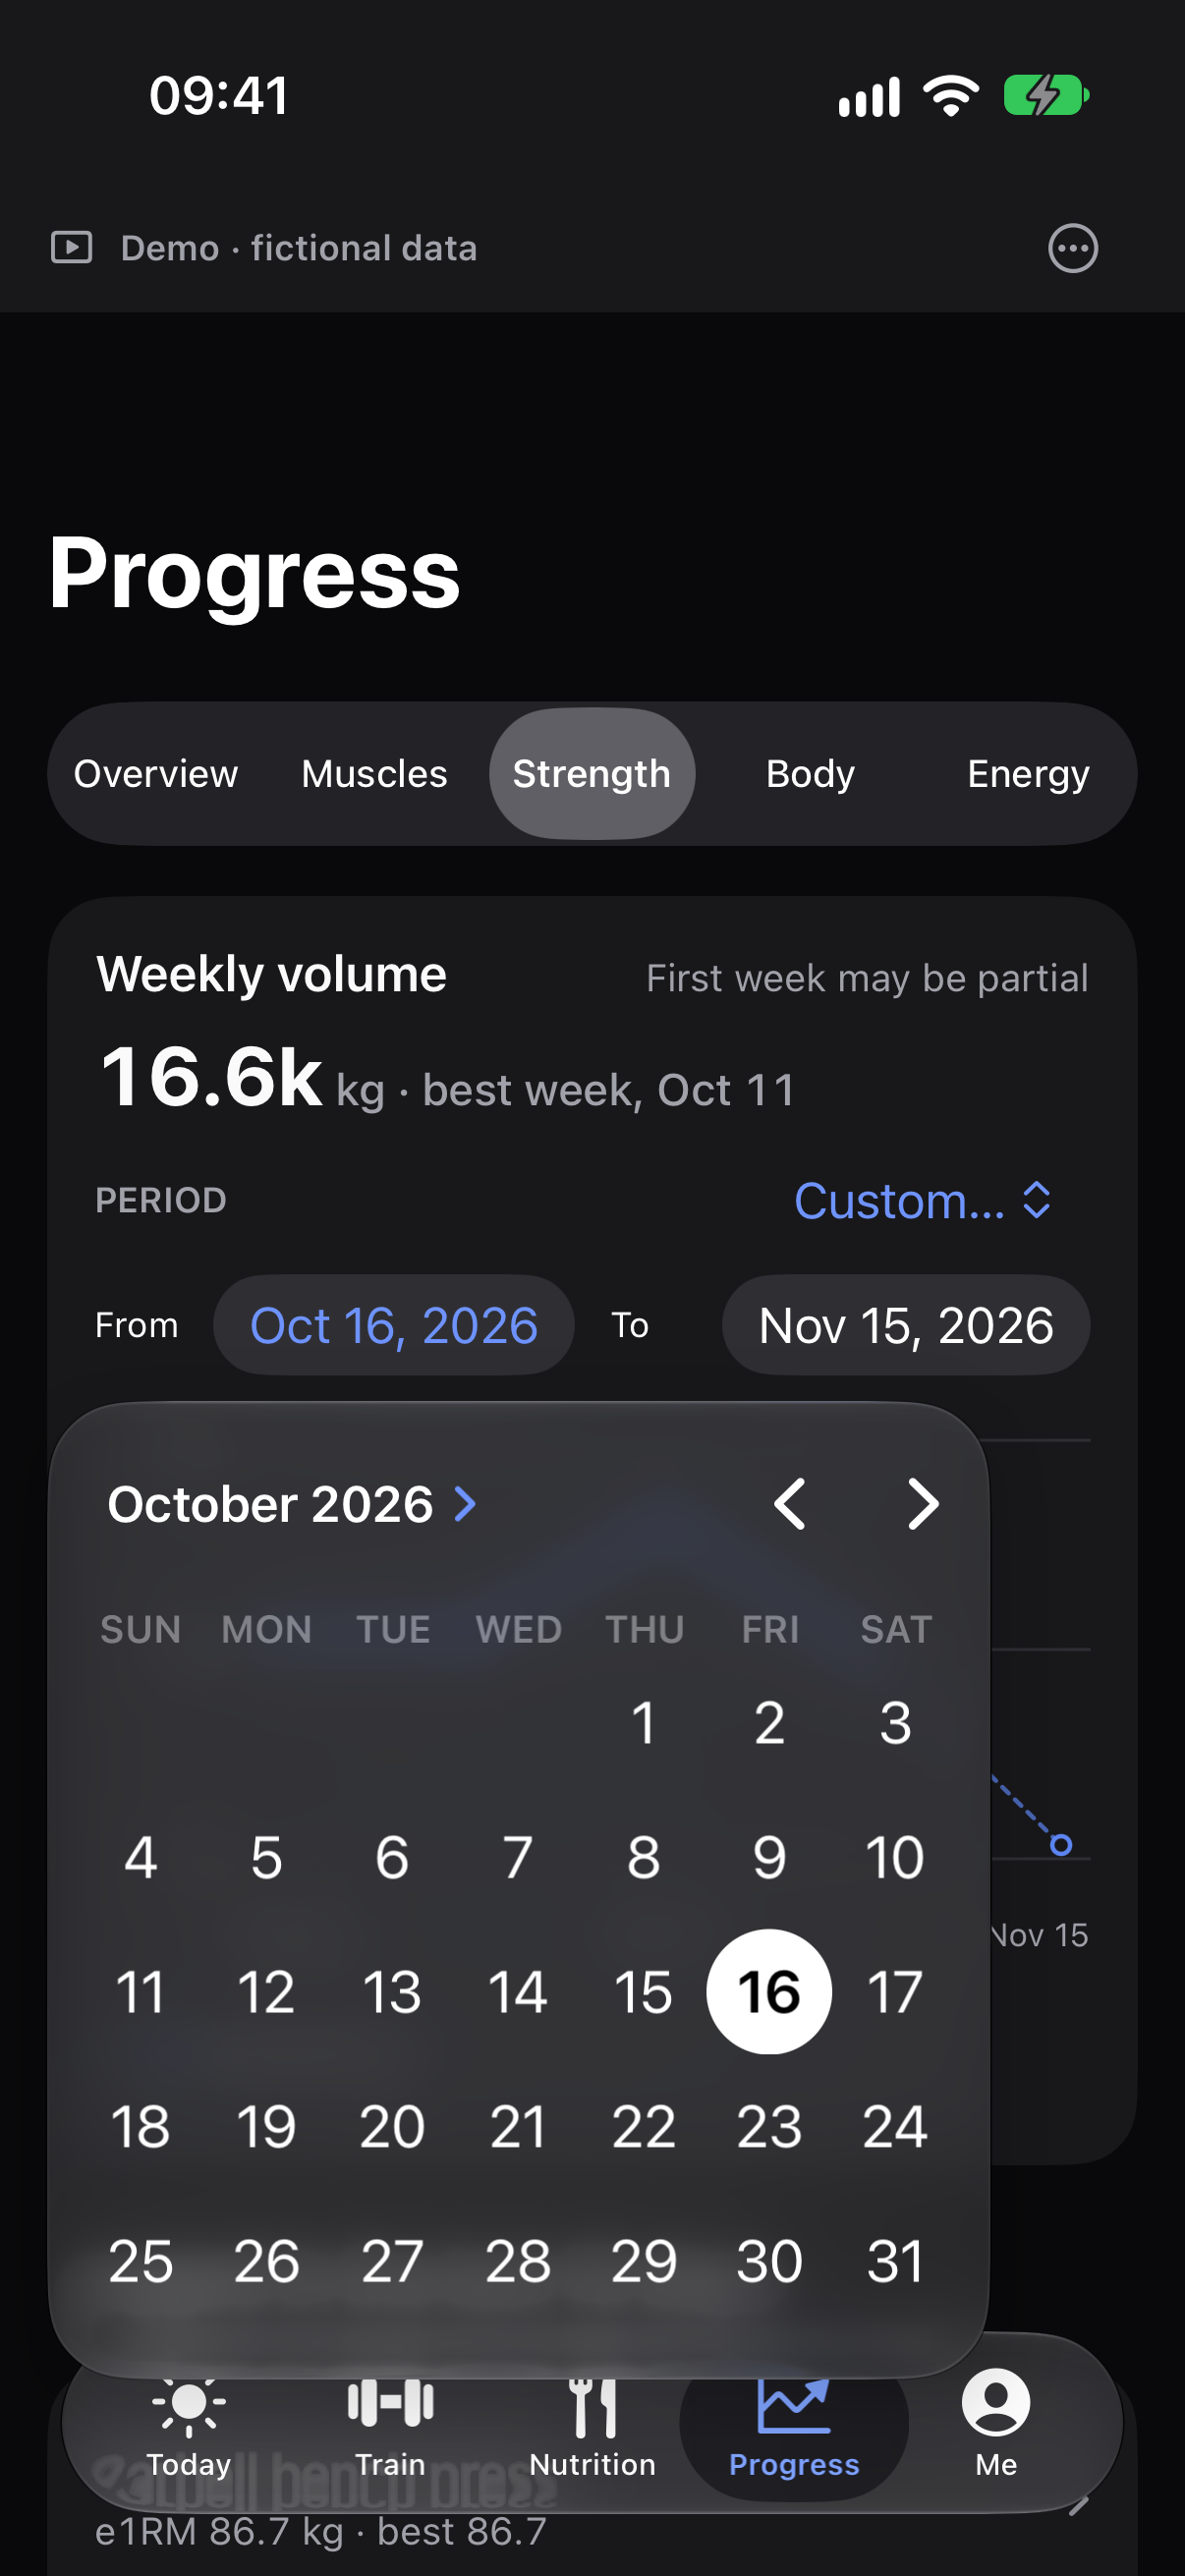 09:41
Demo · fictional data
Progress
Overview Muscles Strength Body Energy
Weekly volume First week may be partial
16.6k kg · best week, Oct 11
PERIOD Custom...
From Oct 16, 2026 To Nov 15, 2026
October 2026
SUN MON TUE WED THU FRI SAT
1 2 3
4 5 6 7 8 9 10
11 12 13 14 15 16 17
18 19 20 21 22 23 24
25 26 27 28 29 30 31
Nov 15
Today Train Nutrition Progress Me
bench press
e1RM 86.7 kg · best 86.7